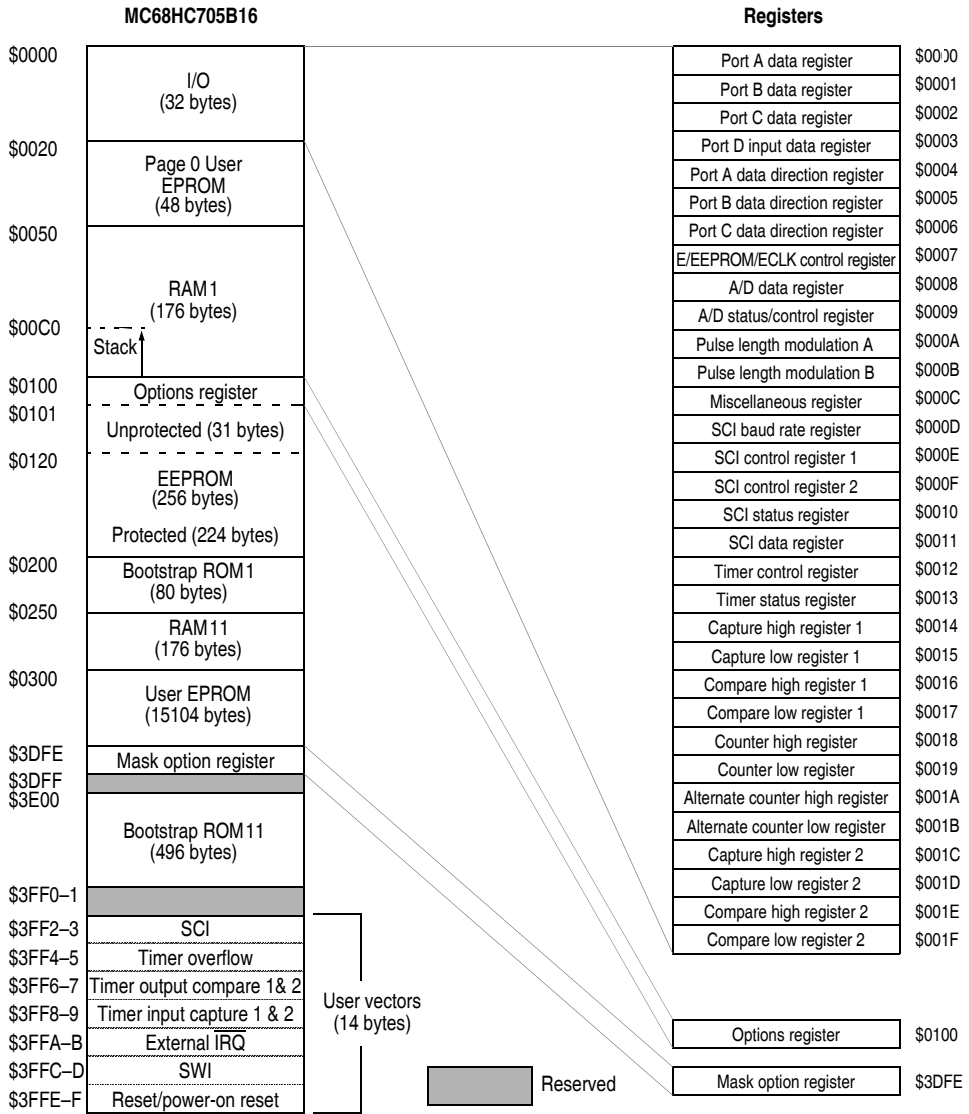 MC68HC705B16
$0000
I/O
(32 bytes)
$0020
Page 0 User
EPROM
(48 bytes)
$0050
RAM1
(176 bytes)
$00C0
Stack
$0100
Options register
$0101
Unprotected (31 bytes)
$0120
EEPROM
(256 bytes)
Protected (224 bytes)
$0200
Bootstrap ROM1
(80 bytes)
$0250
RAM11
(176 bytes)
$0300
User EPROM
(15104 bytes)
$3DFE
Mask option register
$3DFF
$3E00
Bootstrap ROM11
(496 bytes)
$3FF0–1
$3FF2–3
SCI
$3FF4–5
Timer overflow
$3FF6–7
Timer output compare 1& 2
$3FF8–9
Timer input capture 1 & 2
$3FFA–B
External IRQ
$3FFC–D
SWI
$3FFE–F
Reset/power-on reset
User vectors
(14 bytes)
Reserved
Registers
Port A data register $0000
Port B data register $0001
Port C data register $0002
Port D input data register $0003
Port A data direction register $0004
Port B data direction register $0005
Port C data direction register $0006
E/EEPROM/ECLK control register $0007
A/D data register $0008
A/D status/control register $0009
Pulse length modulation A $000A
Pulse length modulation B $000B
Miscellaneous register $000C
SCI baud rate register $000D
SCI control register 1 $000E
SCI control register 2 $000F
SCI status register $0010
SCI data register $0011
Timer control register $0012
Timer status register $0013
Capture high register 1 $0014
Capture low register 1 $0015
Compare high register 1 $0016
Compare low register 1 $0017
Counter high register $0018
Counter low register $0019
Alternate counter high register $001A
Alternate counter low register $001B
Capture high register 2 $001C
Capture low register 2 $001D
Compare high register 2 $001E
Compare low register 2 $001F
Options register $0100
Mask option register $3DFE